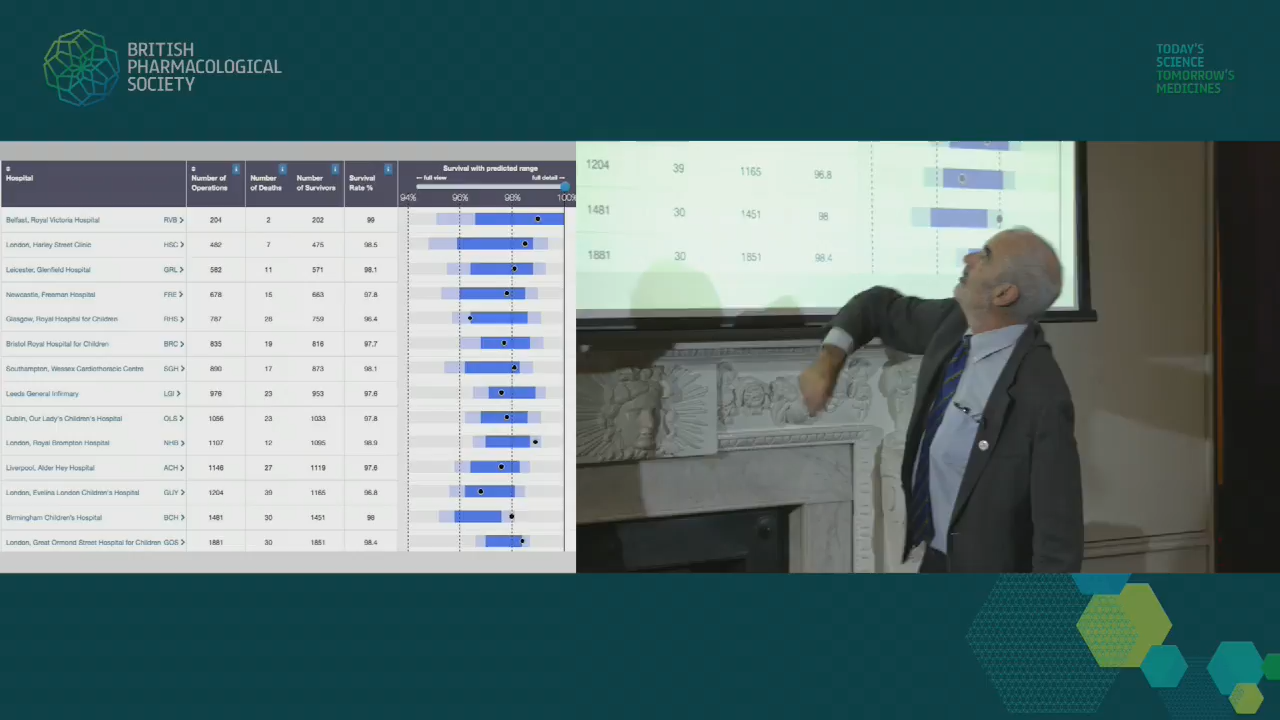 BRITISH
PHARMACOLOGICAL
SOCIETY
TODAY'S
SCIENCE
TOMORROW'S
MEDICINES
Hospital Number of Operations Number of Deaths Number of Survivors Survival Rate % Survival with predicted range
full view full detail
94% 96% 98% 100%
Belfast, Royal Victoria Hospital RVB 204 2 202 99
London, Harley Street Clinic HSC 482 7 475 98.5
Leicester, Glenfield Hospital GRL 582 11 571 98.1
Newcastle, Freeman Hospital FRE 678 15 663 97.8
Glasgow, Royal Hospital for Children RHS 787 28 759 96.4
Bristol Royal Hospital for Children BRC 835 19 816 97.7
Southampton, Wessex Cardiothoracic Centre SGH 890 17 873 98.1
Leeds General Infirmary LGI 976 23 953 97.6
Dublin, Our Lady's Children's Hospital OLS 1056 23 1033 97.8
London, Royal Brompton Hospital NHB 1107 12 1095 98.9
Liverpool, Alder Hey Hospital ACH 1146 27 1119 97.6
London, Evelina London Children's Hospital GUY 1204 39 1165 96.8
Birmingham Children's Hospital BCH 1481 30 1451 98
London, Great Ormond Street Hospital for Children GOS 1881 30 1851 98.4
1204 39 1165 96.8
1481 30 1451 98
1881 30 1851 98.4